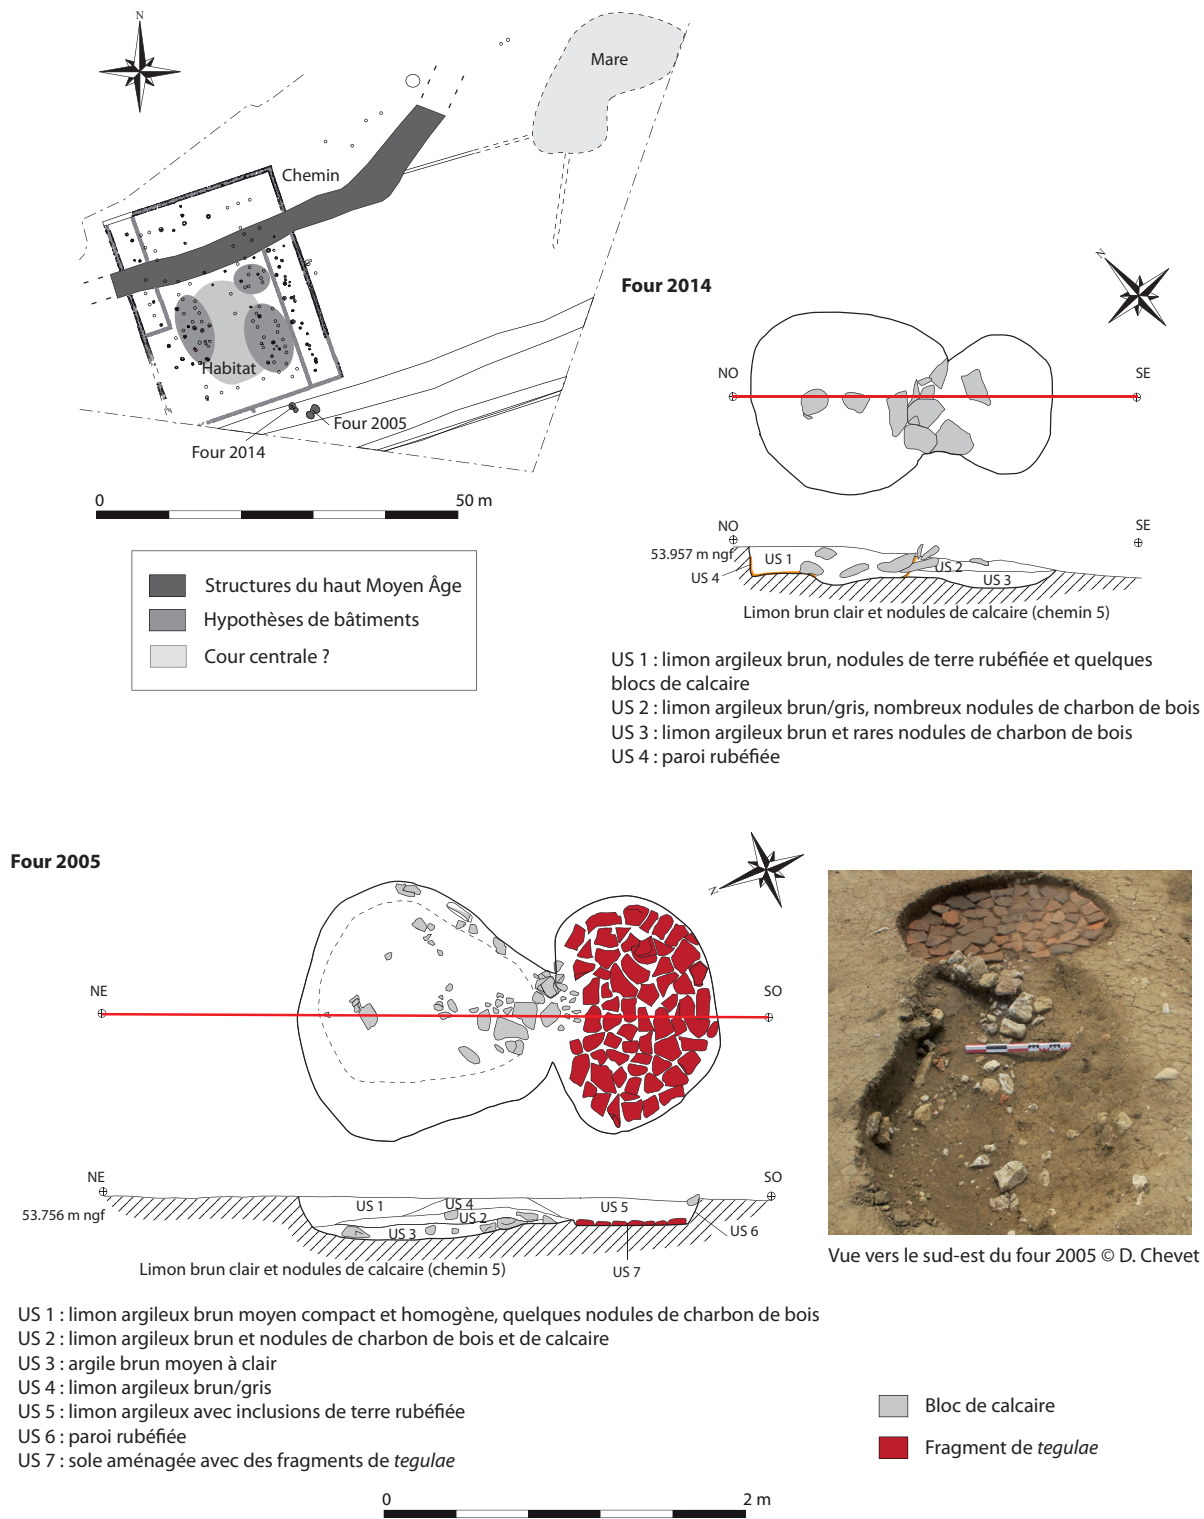 N
Mare
Chemin
Habitat
Four 2005
Four 2014
0 50 m
Structures du haut Moyen Âge
Hypothèses de bâtiments
Cour centrale ?
Four 2014
N
NO SE
NO SE
53.957 m ngf
US 1
US 2
US 3
US 4
Limon brun clair et nodules de calcaire (chemin 5)
US 1 : limon argileux brun, nodules de terre rubéfiée et quelques
blocs de calcaire
US 2 : limon argileux brun/gris, nombreux nodules de charbon de bois
US 3 : limon argileux brun et rares nodules de charbon de bois
US 4 : paroi rubéfiée
Four 2005
N
NE SO
NE SO
53.756 m ngf
US 1
US 4
US 2
US 3
US 5
US 6
US 7
Limon brun clair et nodules de calcaire (chemin 5)
Vue vers le sud-est du four 2005 © D. Chevet
US 1 : limon argileux brun moyen compact et homogène, quelques nodules de charbon de bois
US 2 : limon argileux brun et nodules de charbon de bois et de calcaire
US 3 : argile brun moyen à clair
US 4 : limon argileux brun/gris
US 5 : limon argileux avec inclusions de terre rubéfiée
US 6 : paroi rubéfiée
US 7 : sole aménagée avec des fragments de tegulae
Bloc de calcaire
Fragment de tegulae
0 2 m